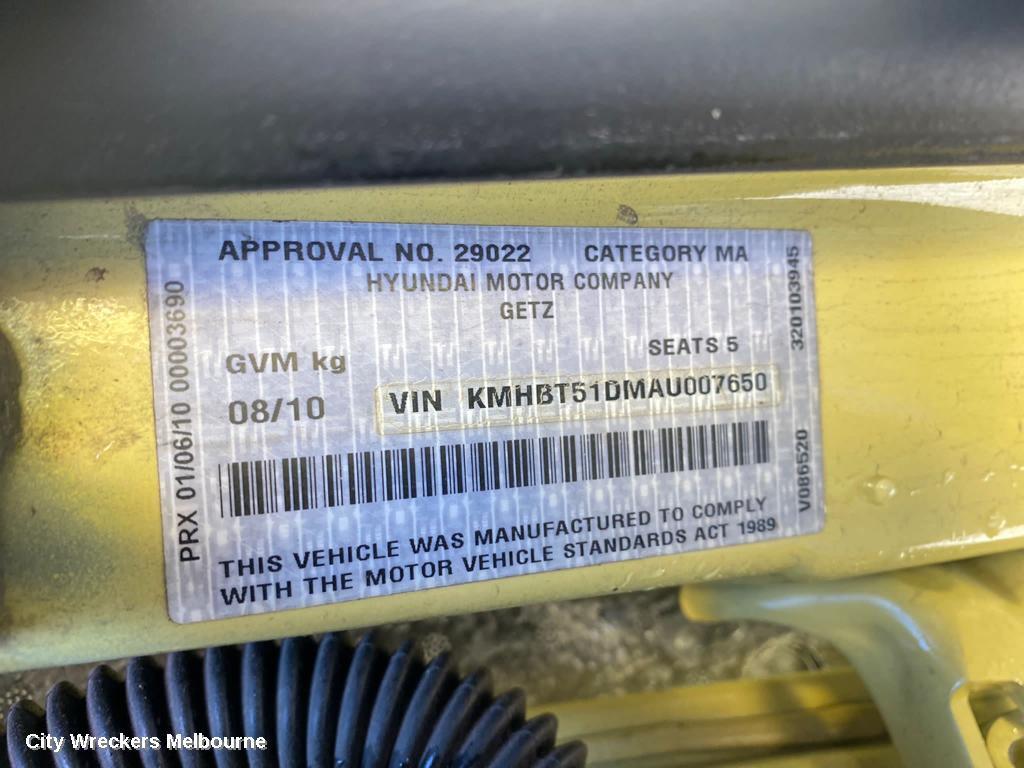 APPROVAL NO. 29022 CATEGORY MA
HYUNDAI MOTOR COMPANY
GETZ
SEATS 5
GVM kg
08/10
VIN KMHBT51DMAU007650
THIS VEHICLE WAS MANUFACTURED TO COMPLY
WITH THE MOTOR VEHICLE STANDARDS ACT 1989
PRX 01/06/10 00003690
320103945
V086520
City Wreckers Melbourne